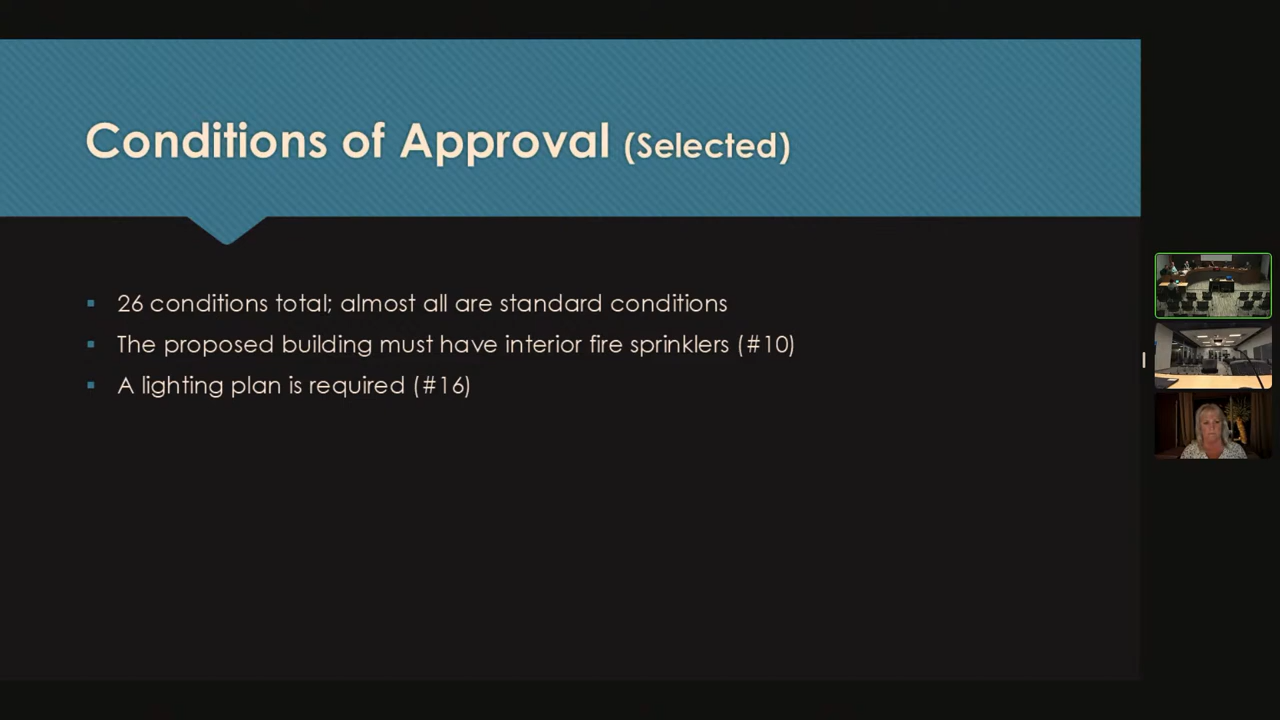 Conditions of Approval (Selected)
26 conditions total; almost all are standard conditions
The proposed building must have interior fire sprinklers (#10)
A lighting plan is required (#16)